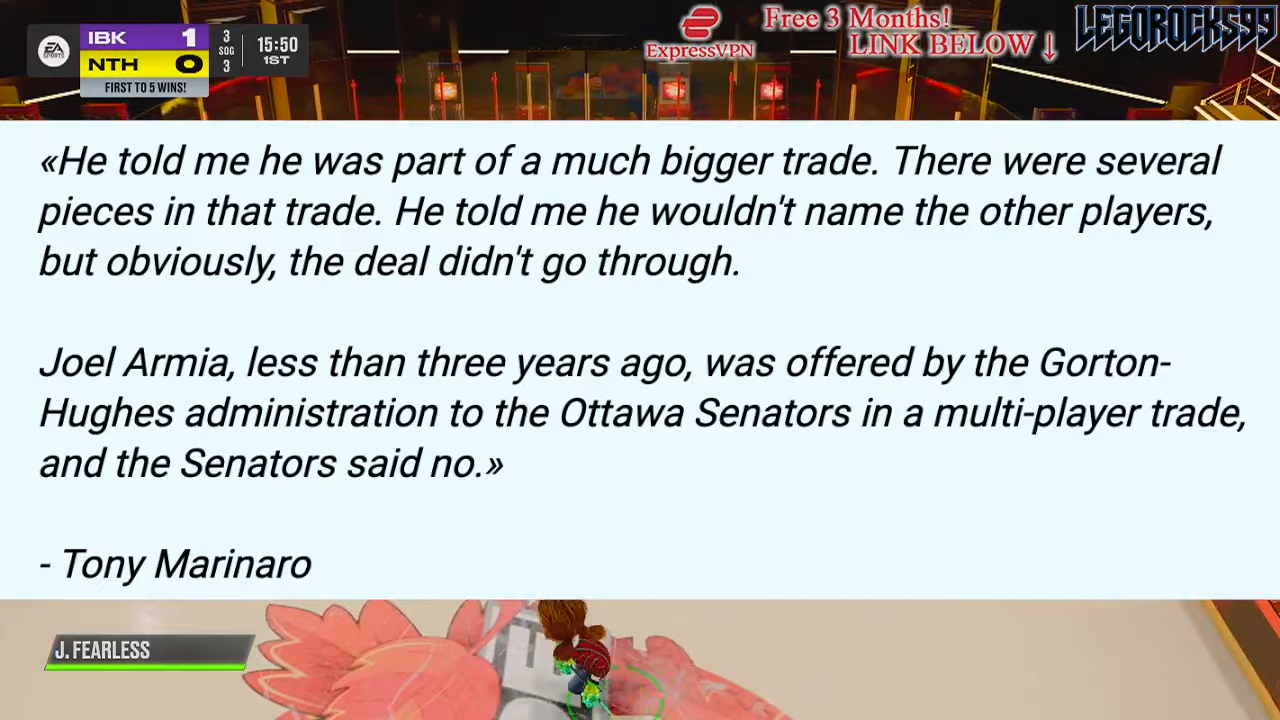 EA
SPORTS
IBK 1
NTH 0
3
SOG
3
15:50
1ST
FIRST TO 5 WINS!
ExpressVPN
Free 3 Months!
LINK BELOW ↓
LEGOROCKS99
«He told me he was part of a much bigger trade. There were several
pieces in that trade. He told me he wouldn't name the other players,
but obviously, the deal didn't go through.
Joel Armia, less than three years ago, was offered by the Gorton-
Hughes administration to the Ottawa Senators in a multi-player trade,
and the Senators said no.»
- Tony Marinaro
J. FEARLESS